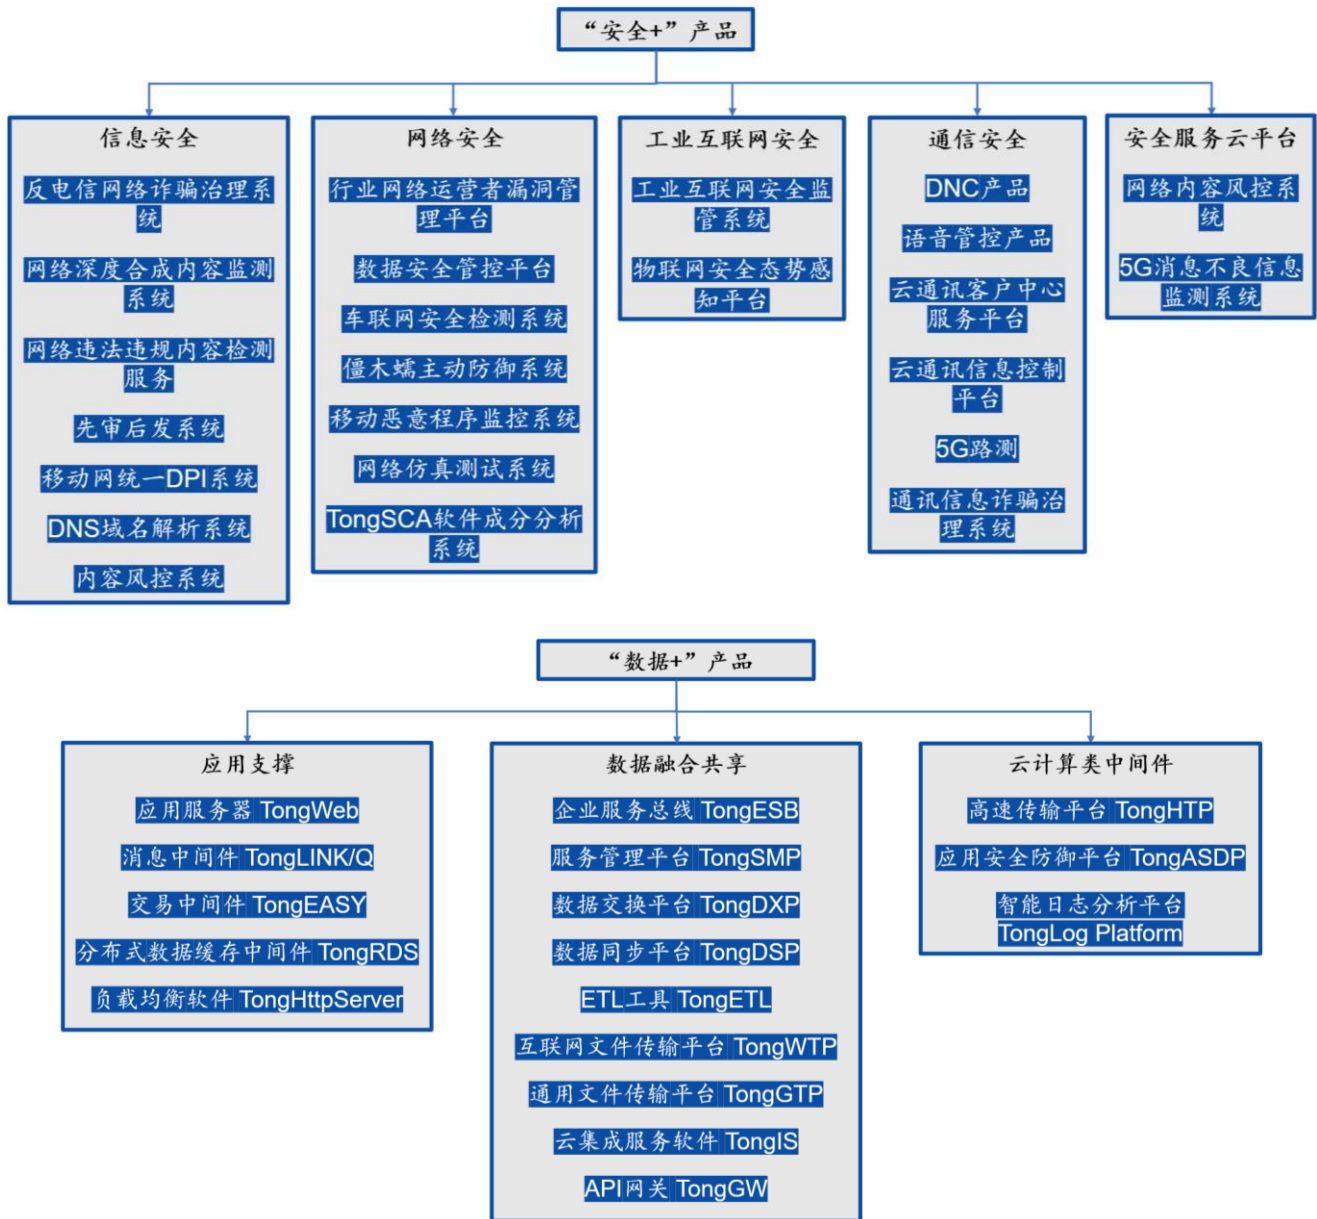 “安全+”产品
信息安全
反电信网络诈骗治理系
统
网络深度合成内容监测
系统
网络违法违规内容检测
服务
先审后发系统
移动网统一DPI系统
DNS域名解析系统
内容风控系统
网络安全
行业网络运营者漏洞管
理平台
数据安全管控平台
车联网安全检测系统
僵木蠕主动防御系统
移动恶意程序监控系统
网络仿真测试系统
TongSCA软件成分分析
系统
工业互联网安全
工业互联网安全监
管系统
物联网安全态势感
知平台
通信安全
DNC产品
语音管控产品
云通讯客户中心
服务平台
云通讯信息控制
平台
5G路测
通讯信息诈骗治
理系统
安全服务云平台
网络内容风控系
统
5G消息不良信息
监测系统
“数据+”产品
应用支撑
应用服务器 TongWeb
消息中间件 TongLINK/Q
交易中间件 TongEASY
分布式数据缓存中间件 TongRDS
负载均衡软件 TongHttpServer
数据融合共享
企业服务总线 TongESB
服务管理平台 TongSMP
数据交换平台 TongDXP
数据同步平台 TongDSP
ETL工具 TongETL
互联网文件传输平台 TongWTP
通用文件传输平台 TongGTP
云集成服务软件 TongIS
API网关 TongGW
云计算类中间件
高速传输平台 TongHTP
应用安全防御平台 TongASDP
智能日志分析平台
TongLog Platform